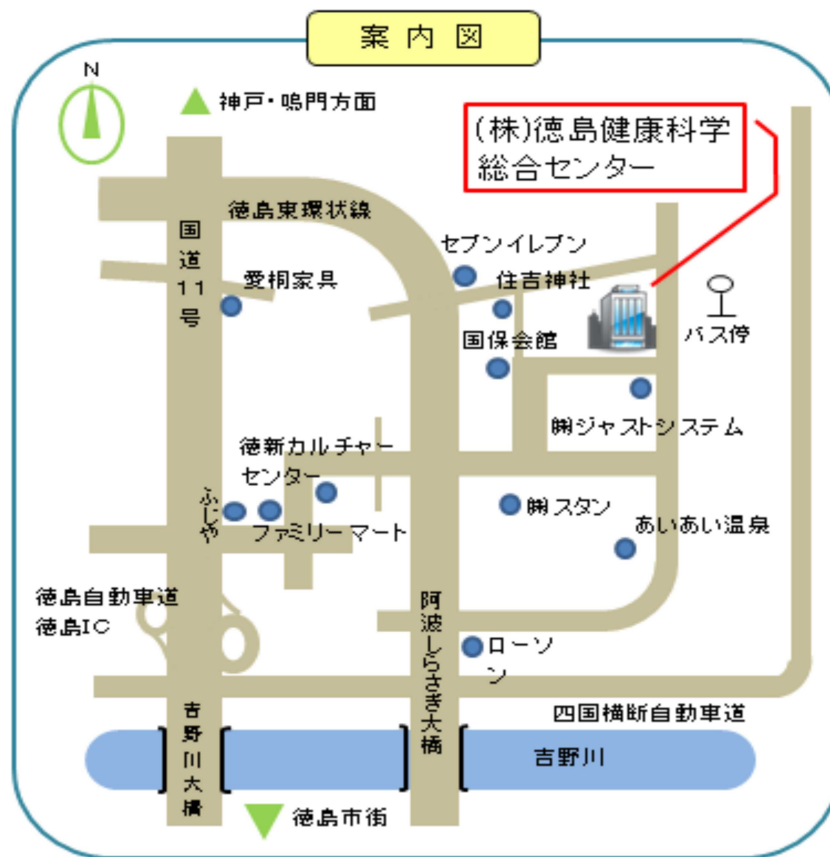 案内図
N
神戸・鳴門方面
(株)徳島健康科学
総合センター
徳島東環状線
国道11号
セブンイレブン
愛桐家具
住吉神社
国保会館
バス停
㈱ジャストシステム
徳新カルチャー
センター
ふじや
ファミリーマート
㈱スタン
あいあい温泉
徳島自動車道
徳島IC
阿波しらさぎ大橋
ローソ
ン
四国横断自動車道
吉野川大橋
吉野川
徳島市街